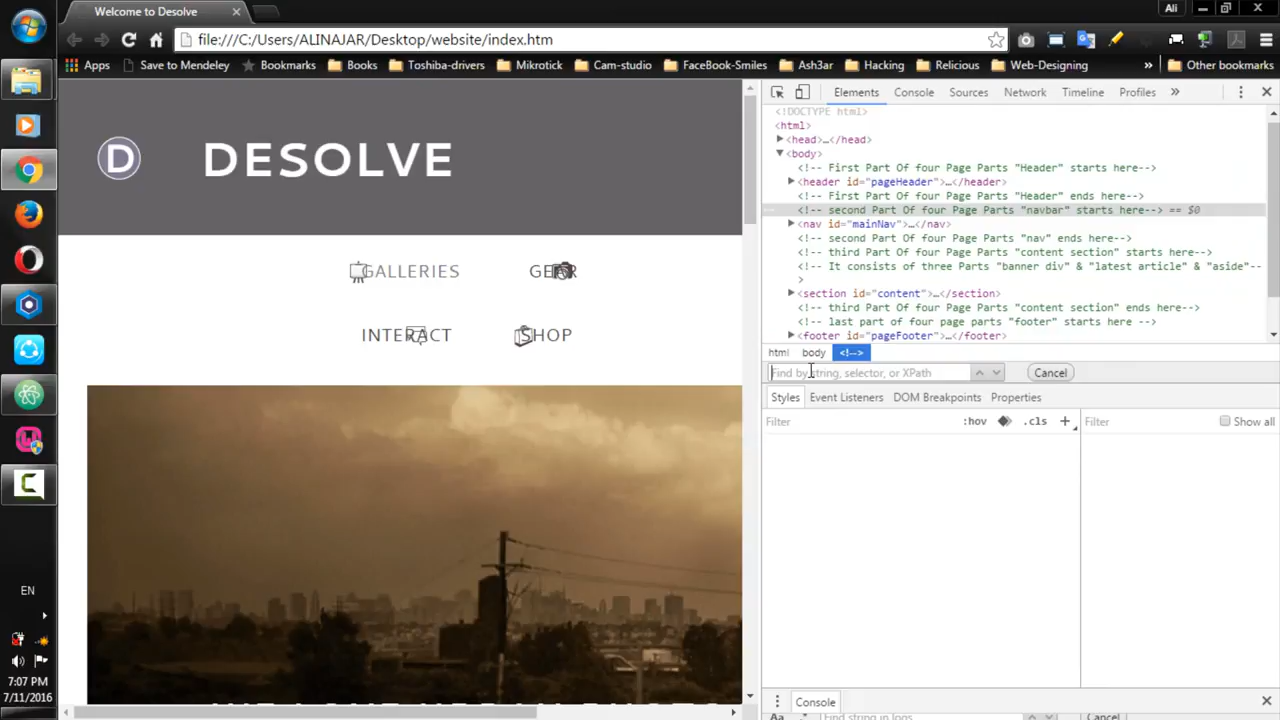 Welcome to Desolve
Ali
file:///C:/Users/ALINAJAR/Desktop/website/index.htm
Apps Save to Mendeley Bookmarks Books Toshiba-drivers Mikrotick Cam-studio FaceBook-Smiles Ash3ar Hacking Relicious Web-Designing » Other bookmarks
D DESOLVE
GALLERIES GEAR
INTERACT SHOP
Elements Console Sources Network Timeline Profiles »
<!DOCTYPE html>
<html>
<head>…</head>
<body>
<!-- First Part Of four Page Parts "Header" starts here-->
<header id="pageHeader">…</header>
<!-- First Part Of four Page Parts "Header" ends here-->
<!-- second Part Of four Page Parts "navbar" starts here--> == $0
<nav id="mainNav">…</nav>
<!-- second Part Of four Page Parts "nav" ends here-->
<!-- third Part Of four Page Parts "content section" starts here-->
<!-- It consists of three Parts "banner div" & "latest article" & "aside"--
>
<section id="content">…</section>
<!-- third Part Of four Page Parts "content section" ends here-->
<!-- last part of four page parts "footer" starts here -->
<footer id="pageFooter">…</footer>
html body <!-->
Find by string, selector, or XPath Cancel
Styles Event Listeners DOM Breakpoints Properties
Filter :hov .cls + Filter Show all
Console
Aa .* Find string in logs Cancel
EN
7:07 PM
7/11/2016